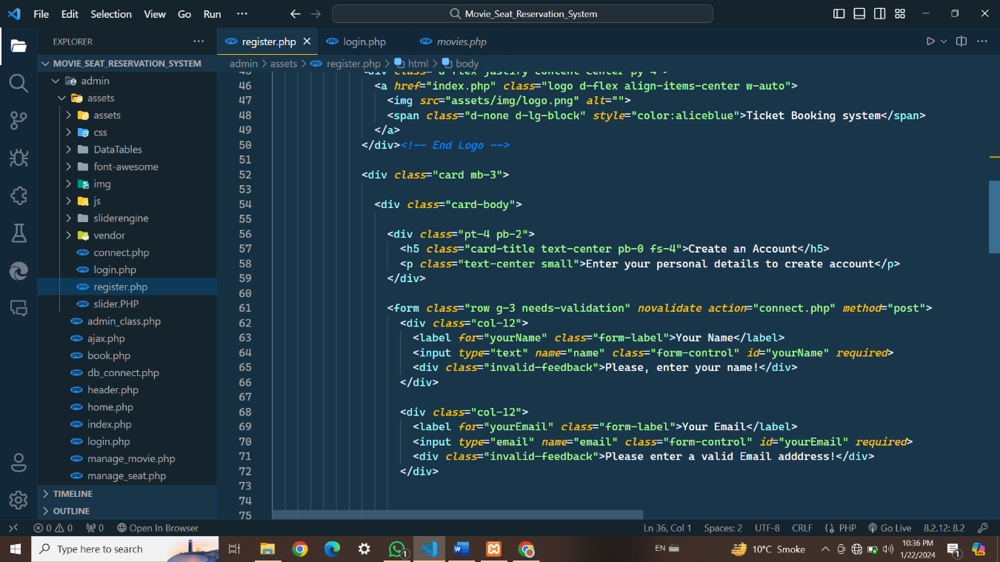 File Edit Selection View Go Run ··· Movie_Seat_Reservation_System
EXPLORER ···
register.php
login.php
movies.php
MOVIE_SEAT_RESERVATION_SYSTEM
admin > assets > register.php > html > body
admin
assets
assets
css
DataTables
font-awesome
img
js
sliderengine
vendor
connect.php
login.php
register.php
slider.PHP
admin_class.php
ajax.php
book.php
db_connect.php
header.php
home.php
index.php
login.php
manage_movie.php
manage_seat.php
TIMELINE
OUTLINE
45 <div class="d-flex justify-content-center py-4">
46 <a href="index.php" class="logo d-flex align-items-center w-auto">
47 <img src="assets/img/logo.png" alt="">
48 <span class="d-none d-lg-block" style="color:aliceblue">Ticket Booking system</span>
49 </a>
50 </div><!-- End Logo -->
51
52 <div class="card mb-3">
53
54 <div class="card-body">
55
56 <div class="pt-4 pb-2">
57 <h5 class="card-title text-center pb-0 fs-4">Create an Account</h5>
58 <p class="text-center small">Enter your personal details to create account</p>
59 </div>
60
61 <form class="row g-3 needs-validation" novalidate action="connect.php" method="post">
62 <div class="col-12">
63 <label for="yourName" class="form-label">Your Name</label>
64 <input type="text" name="name" class="form-control" id="yourName" required>
65 <div class="invalid-feedback">Please, enter your name!</div>
66 </div>
67
68 <div class="col-12">
69 <label for="yourEmail" class="form-label">Your Email</label>
70 <input type="email" name="email" class="form-control" id="yourEmail" required>
71 <div class="invalid-feedback">Please enter a valid Email adddress!</div>
72 </div>
73
74
75
0 0 0 Open In Browser Ln 36, Col 1 Spaces: 2 UTF-8 CRLF PHP Go Live 8.2.12: 8.2
Type here to search 1 EN 10°C Smoke 10:36 PM 1
1/22/2024